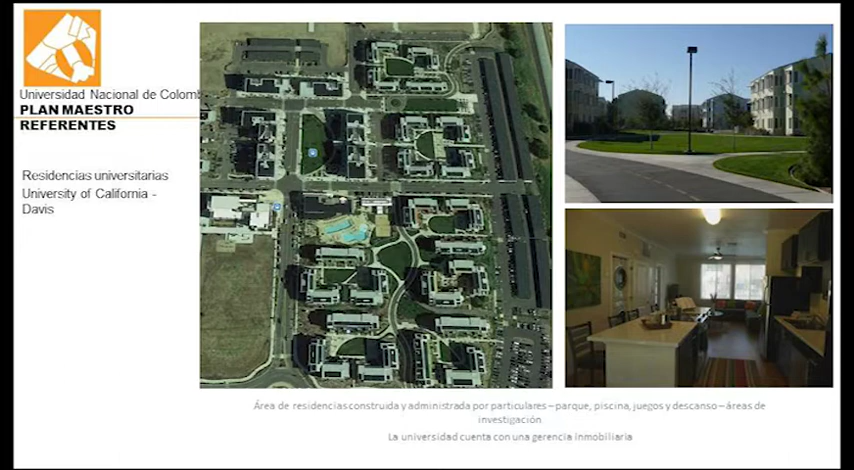 Universidad Nacional de Colomb
PLAN MAESTRO
REFERENTES
Residencias universitarias
University of California -
Davis
Área de residencias construida y administrada por particulares – parque, piscina, juegos y descanso – áreas de
investigación
La universidad cuenta con una gerencia inmobiliaria